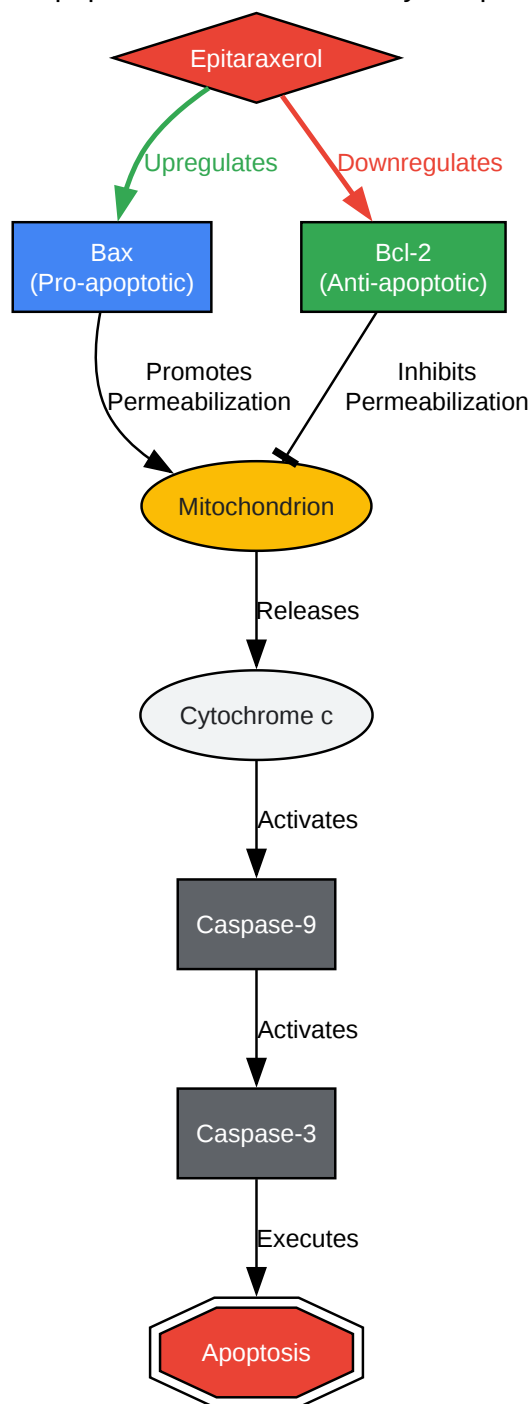 Epitaraxerol
Upregulates
Downregulates
Bax
(Pro-apoptotic)
Bcl-2
(Anti-apoptotic)
Promotes
Permeabilization
Inhibits
Permeabilization
Mitochondrion
Releases
Cytochrome c
Activates
Caspase-9
Activates
Caspase-3
Executes
Apoptosis